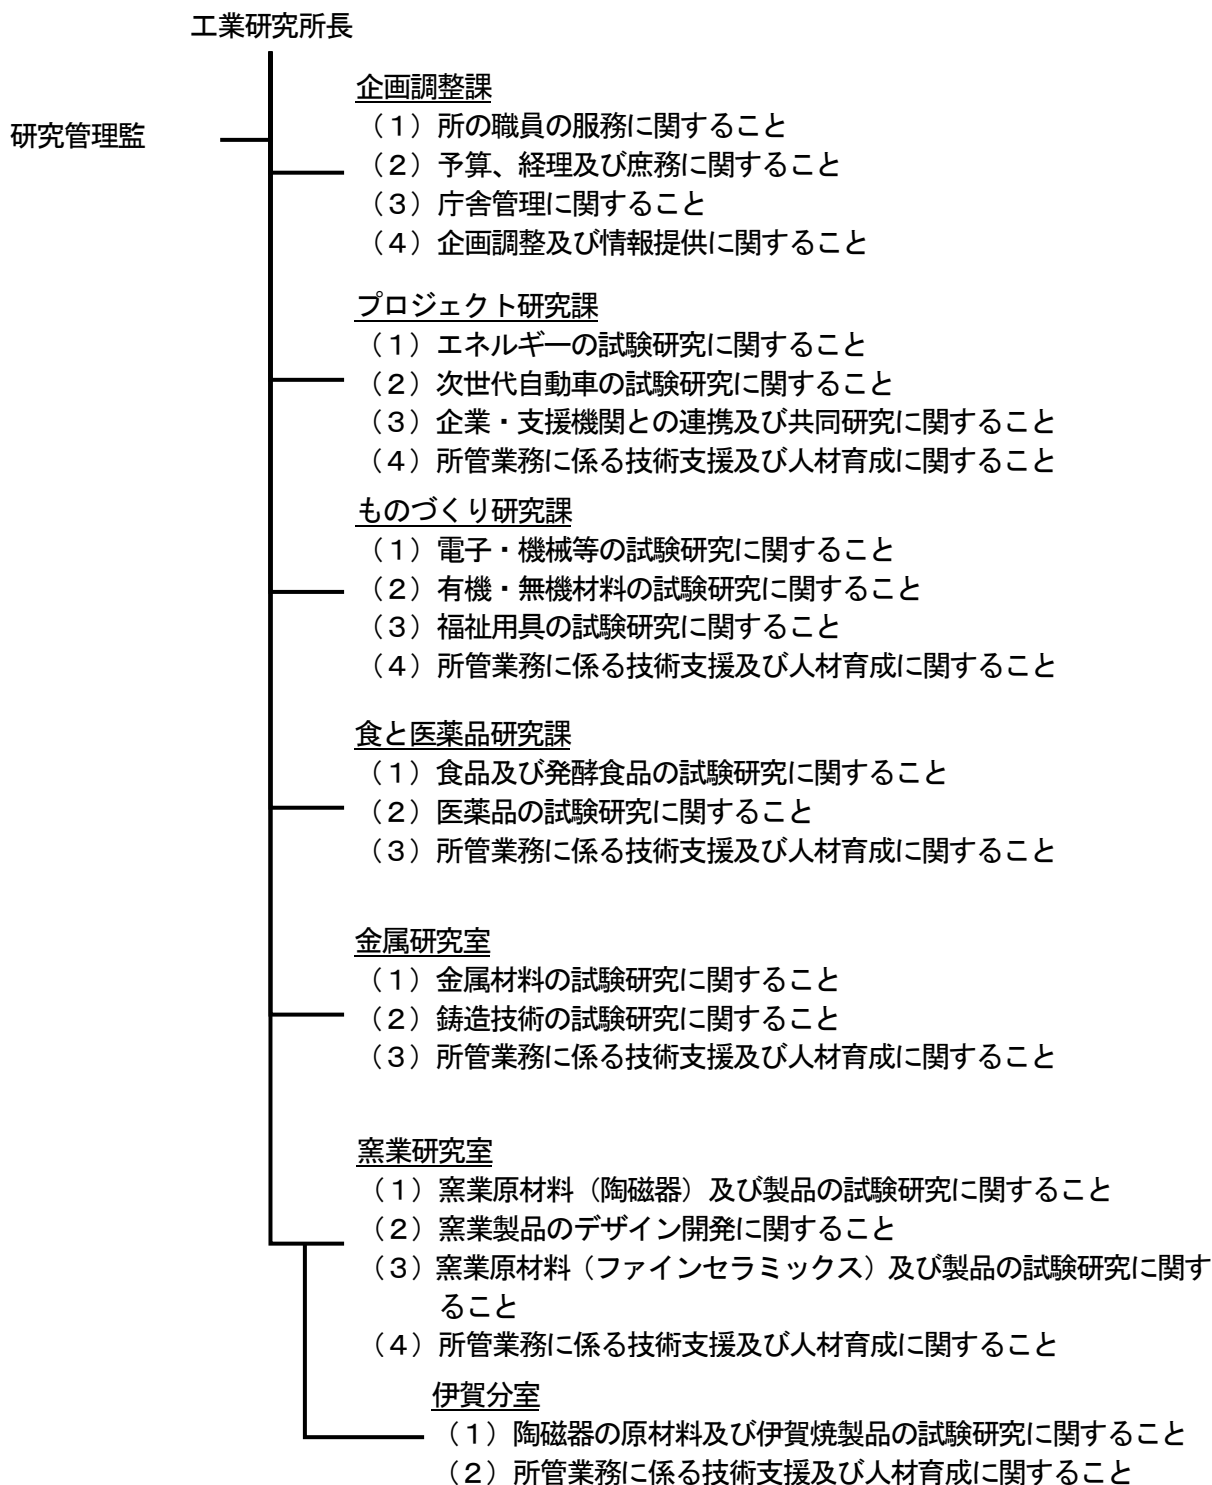 工業研究所長
企画調整課
(1)所の職員の服務に関すること
研究管理監
(2)予算、経理及び庶務に関すること
(3)庁舎管理に関すること
(4)企画調整及び情報提供に関すること
プロジェクト研究課
(1)エネルギーの試験研究に関すること
(2)次世代自動車の試験研究に関すること
(3)企業・支援機関との連携及び共同研究に関すること
(4)所管業務に係る技術支援及び人材育成に関すること
ものづくり研究課
(1)電子・機械等の試験研究に関すること
(2)有機・無機材料の試験研究に関すること
(3)福祉用具の試験研究に関すること
(4)所管業務に係る技術支援及び人材育成に関すること
食と医薬品研究課
(1)食品及び発酵食品の試験研究に関すること
(2)医薬品の試験研究に関すること
(3)所管業務に係る技術支援及び人材育成に関すること
金属研究室
(1)金属材料の試験研究に関すること
(2)鋳造技術の試験研究に関すること
(3)所管業務に係る技術支援及び人材育成に関すること
窯業研究室
(1)窯業原材料(陶磁器)及び製品の試験研究に関すること
(2)窯業製品のデザイン開発に関すること
(3)窯業原材料(ファインセラミックス)及び製品の試験研究に関す
ること
(4)所管業務に係る技術支援及び人材育成に関すること
伊賀分室
(1)陶磁器の原材料及び伊賀焼製品の試験研究に関すること
(2)所管業務に係る技術支援及び人材育成に関すること